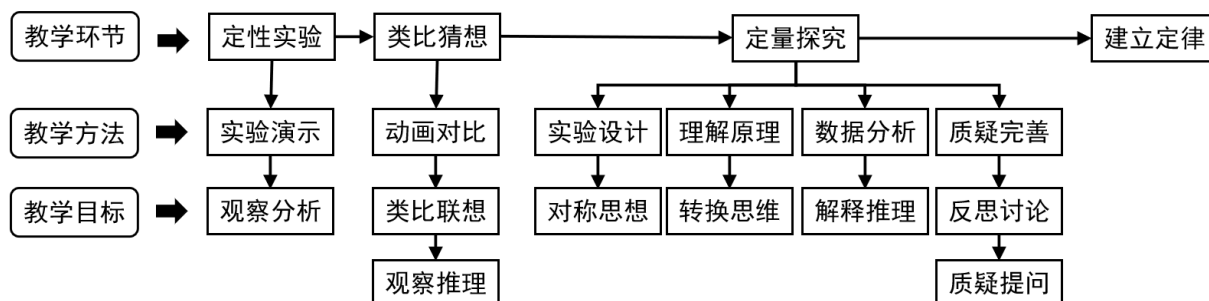 教学环节 定性实验 类比猜想 定量探究 建立定律
教学方法 实验演示 动画对比 实验设计 理解原理 数据分析 质疑完善
教学目标 观察分析 类比联想 对称思想 转换思维 解释推理 反思讨论
观察推理 质疑提问